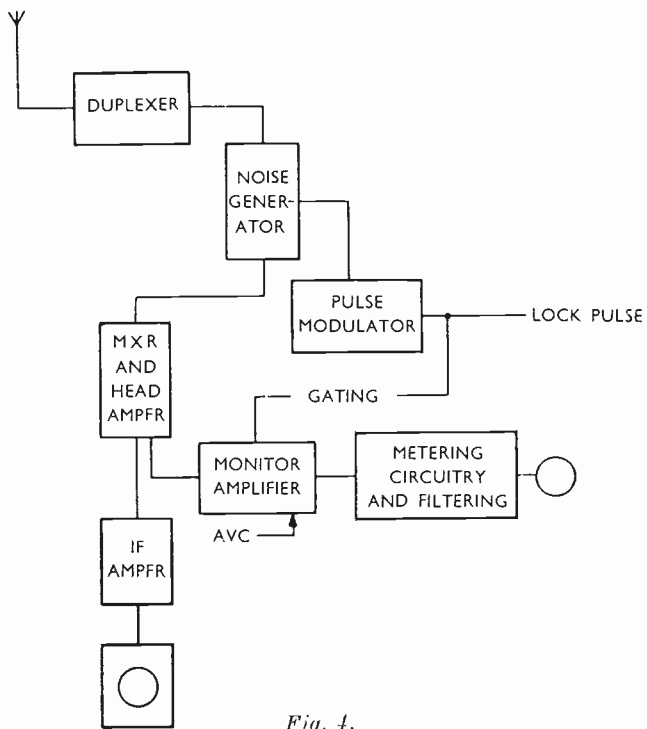 DUPLEXER
NOISE
GENER-
ATOR
PULSE
MODULATOR
LOCK PULSE
MXR
AND
HEAD
AMPFR
GATING
MONITOR
AMPLIFIER
METERING
CIRCUITRY
AND FILTERING
AVC
IF
AMPFR
Fig. 4.